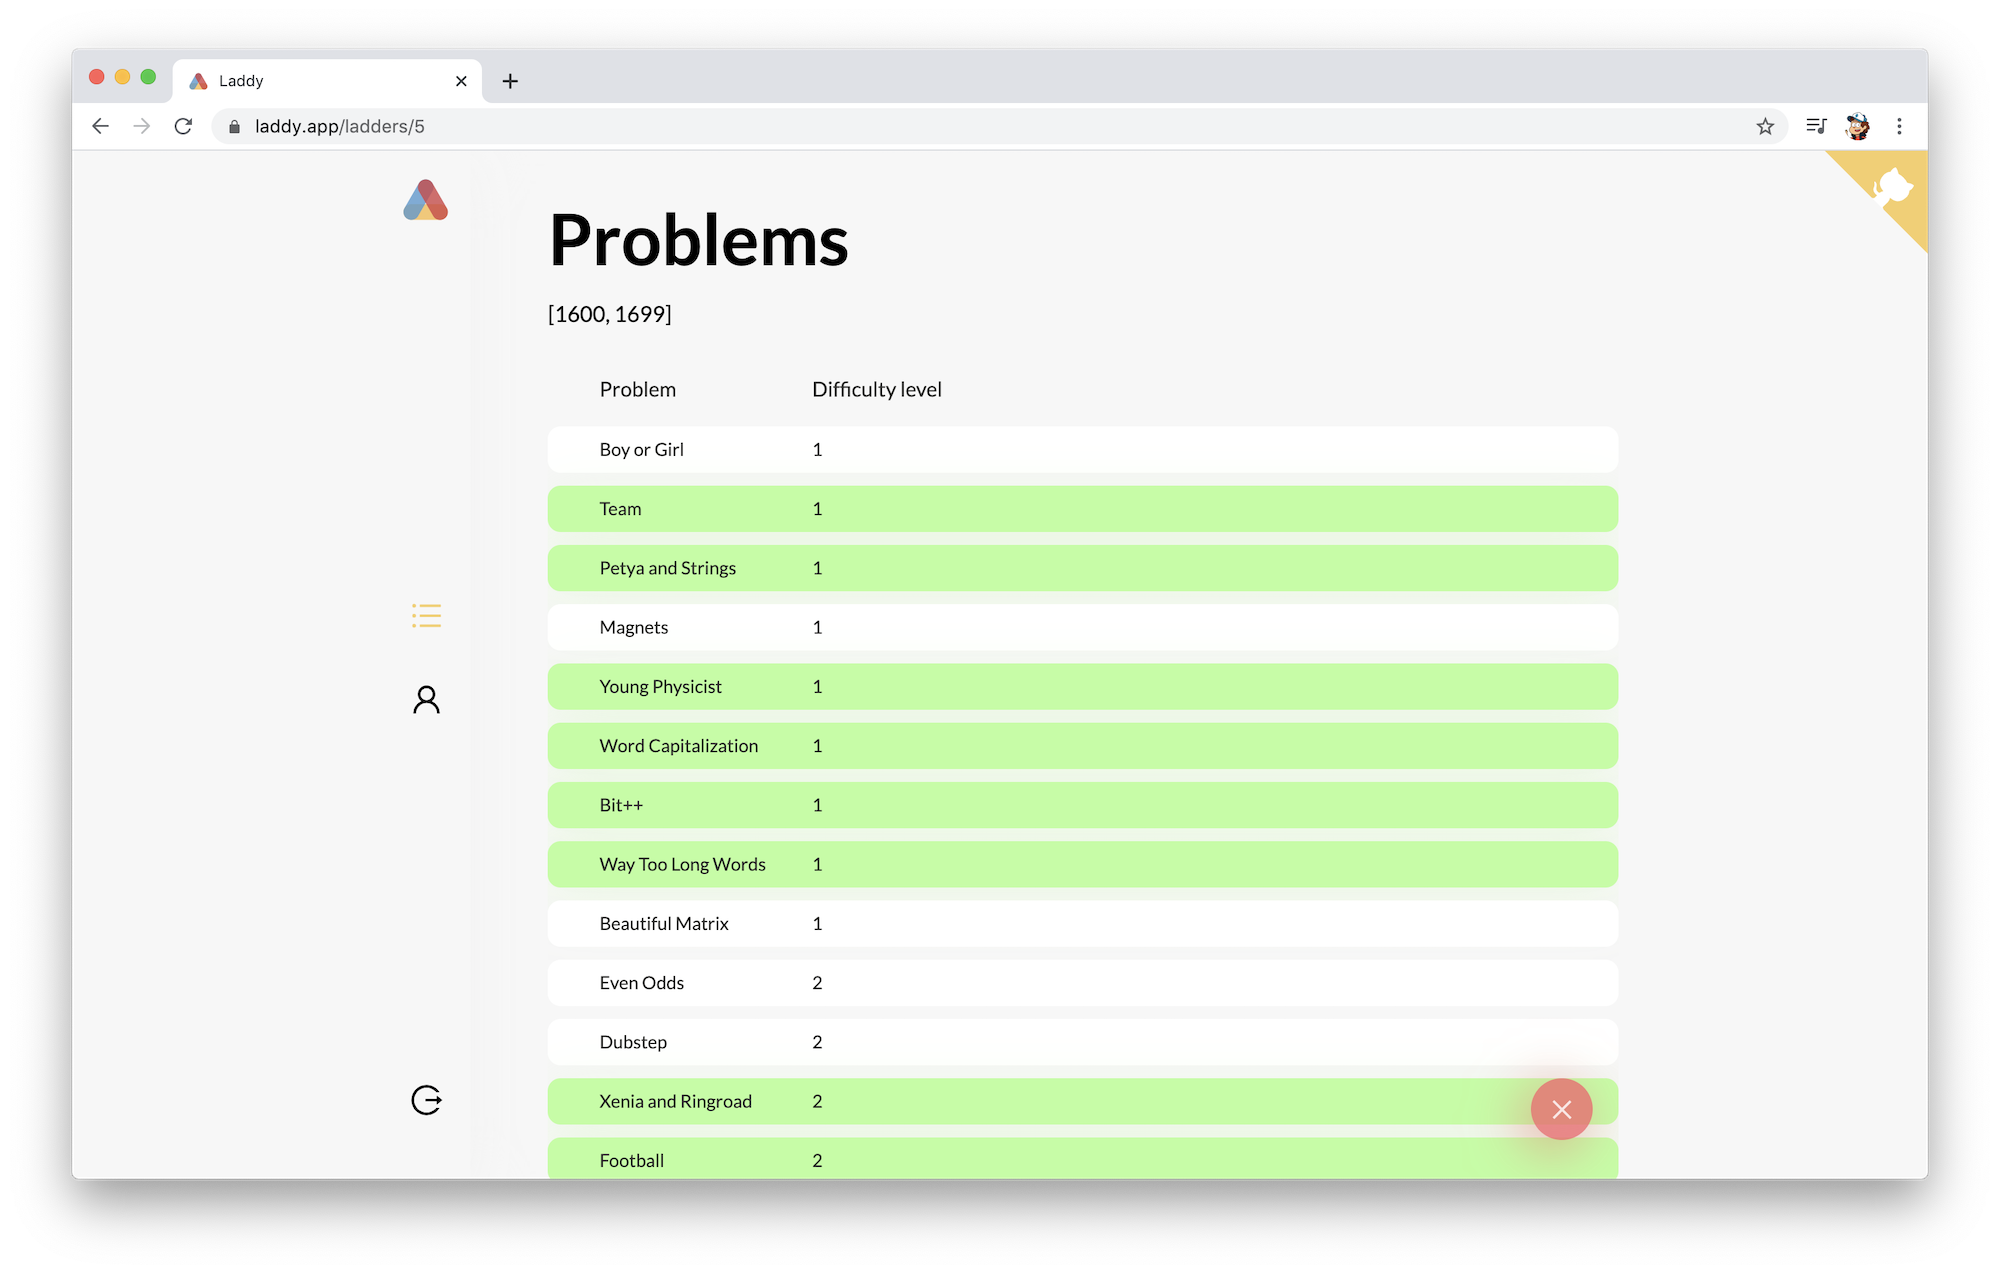 Laddy
laddy.app/ladders/5
Problems
[1600, 1699]
Problem Difficulty level
Boy or Girl 1
Team 1
Petya and Strings 1
Magnets 1
Young Physicist 1
Word Capitalization 1
Bit++ 1
Way Too Long Words 1
Beautiful Matrix 1
Even Odds 2
Dubstep 2
Xenia and Ringroad 2
Football 2